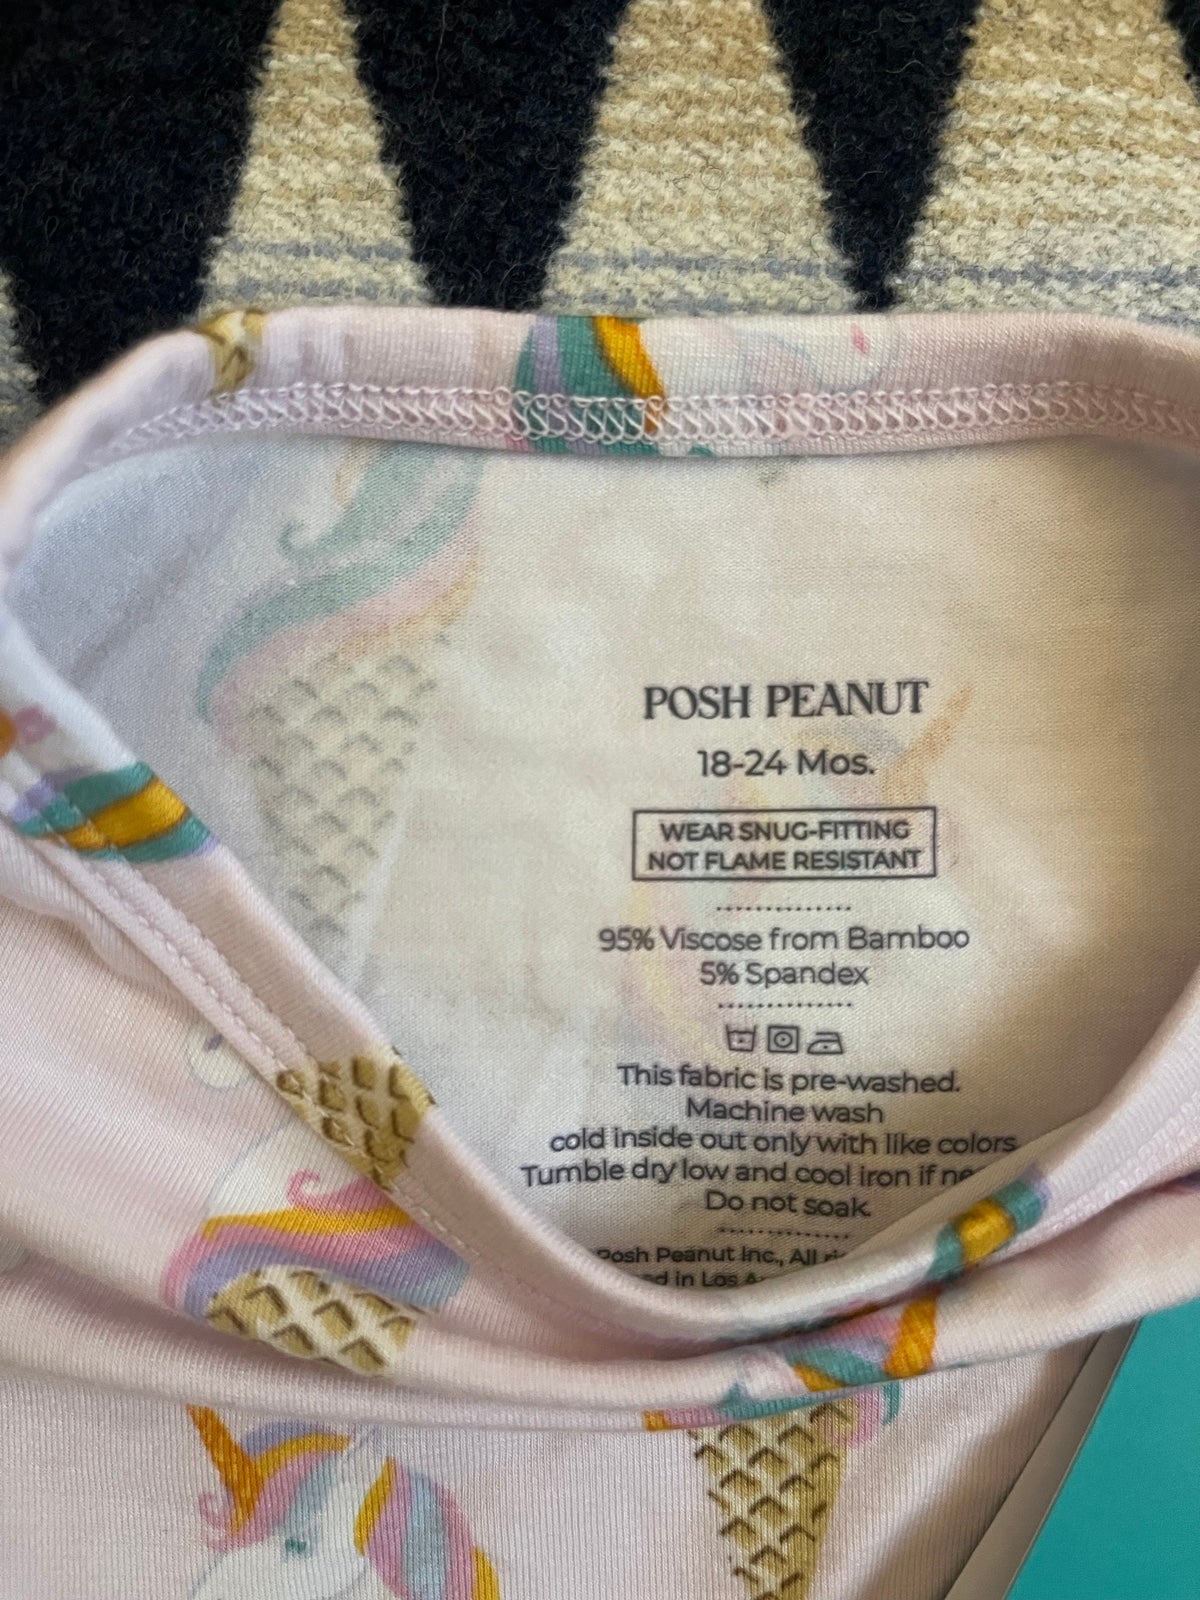 POSH PEANUT
18-24 Mos.
WEAR SNUG-FITTING
NOT FLAME RESISTANT
95% Viscose from Bamboo
5% Spandex
This fabric is pre-washed.
Machine wash
cold inside out only with like colors
Tumble dry low and cool iron if
Do not soak.
Posh Peanut Inc., All
in Los